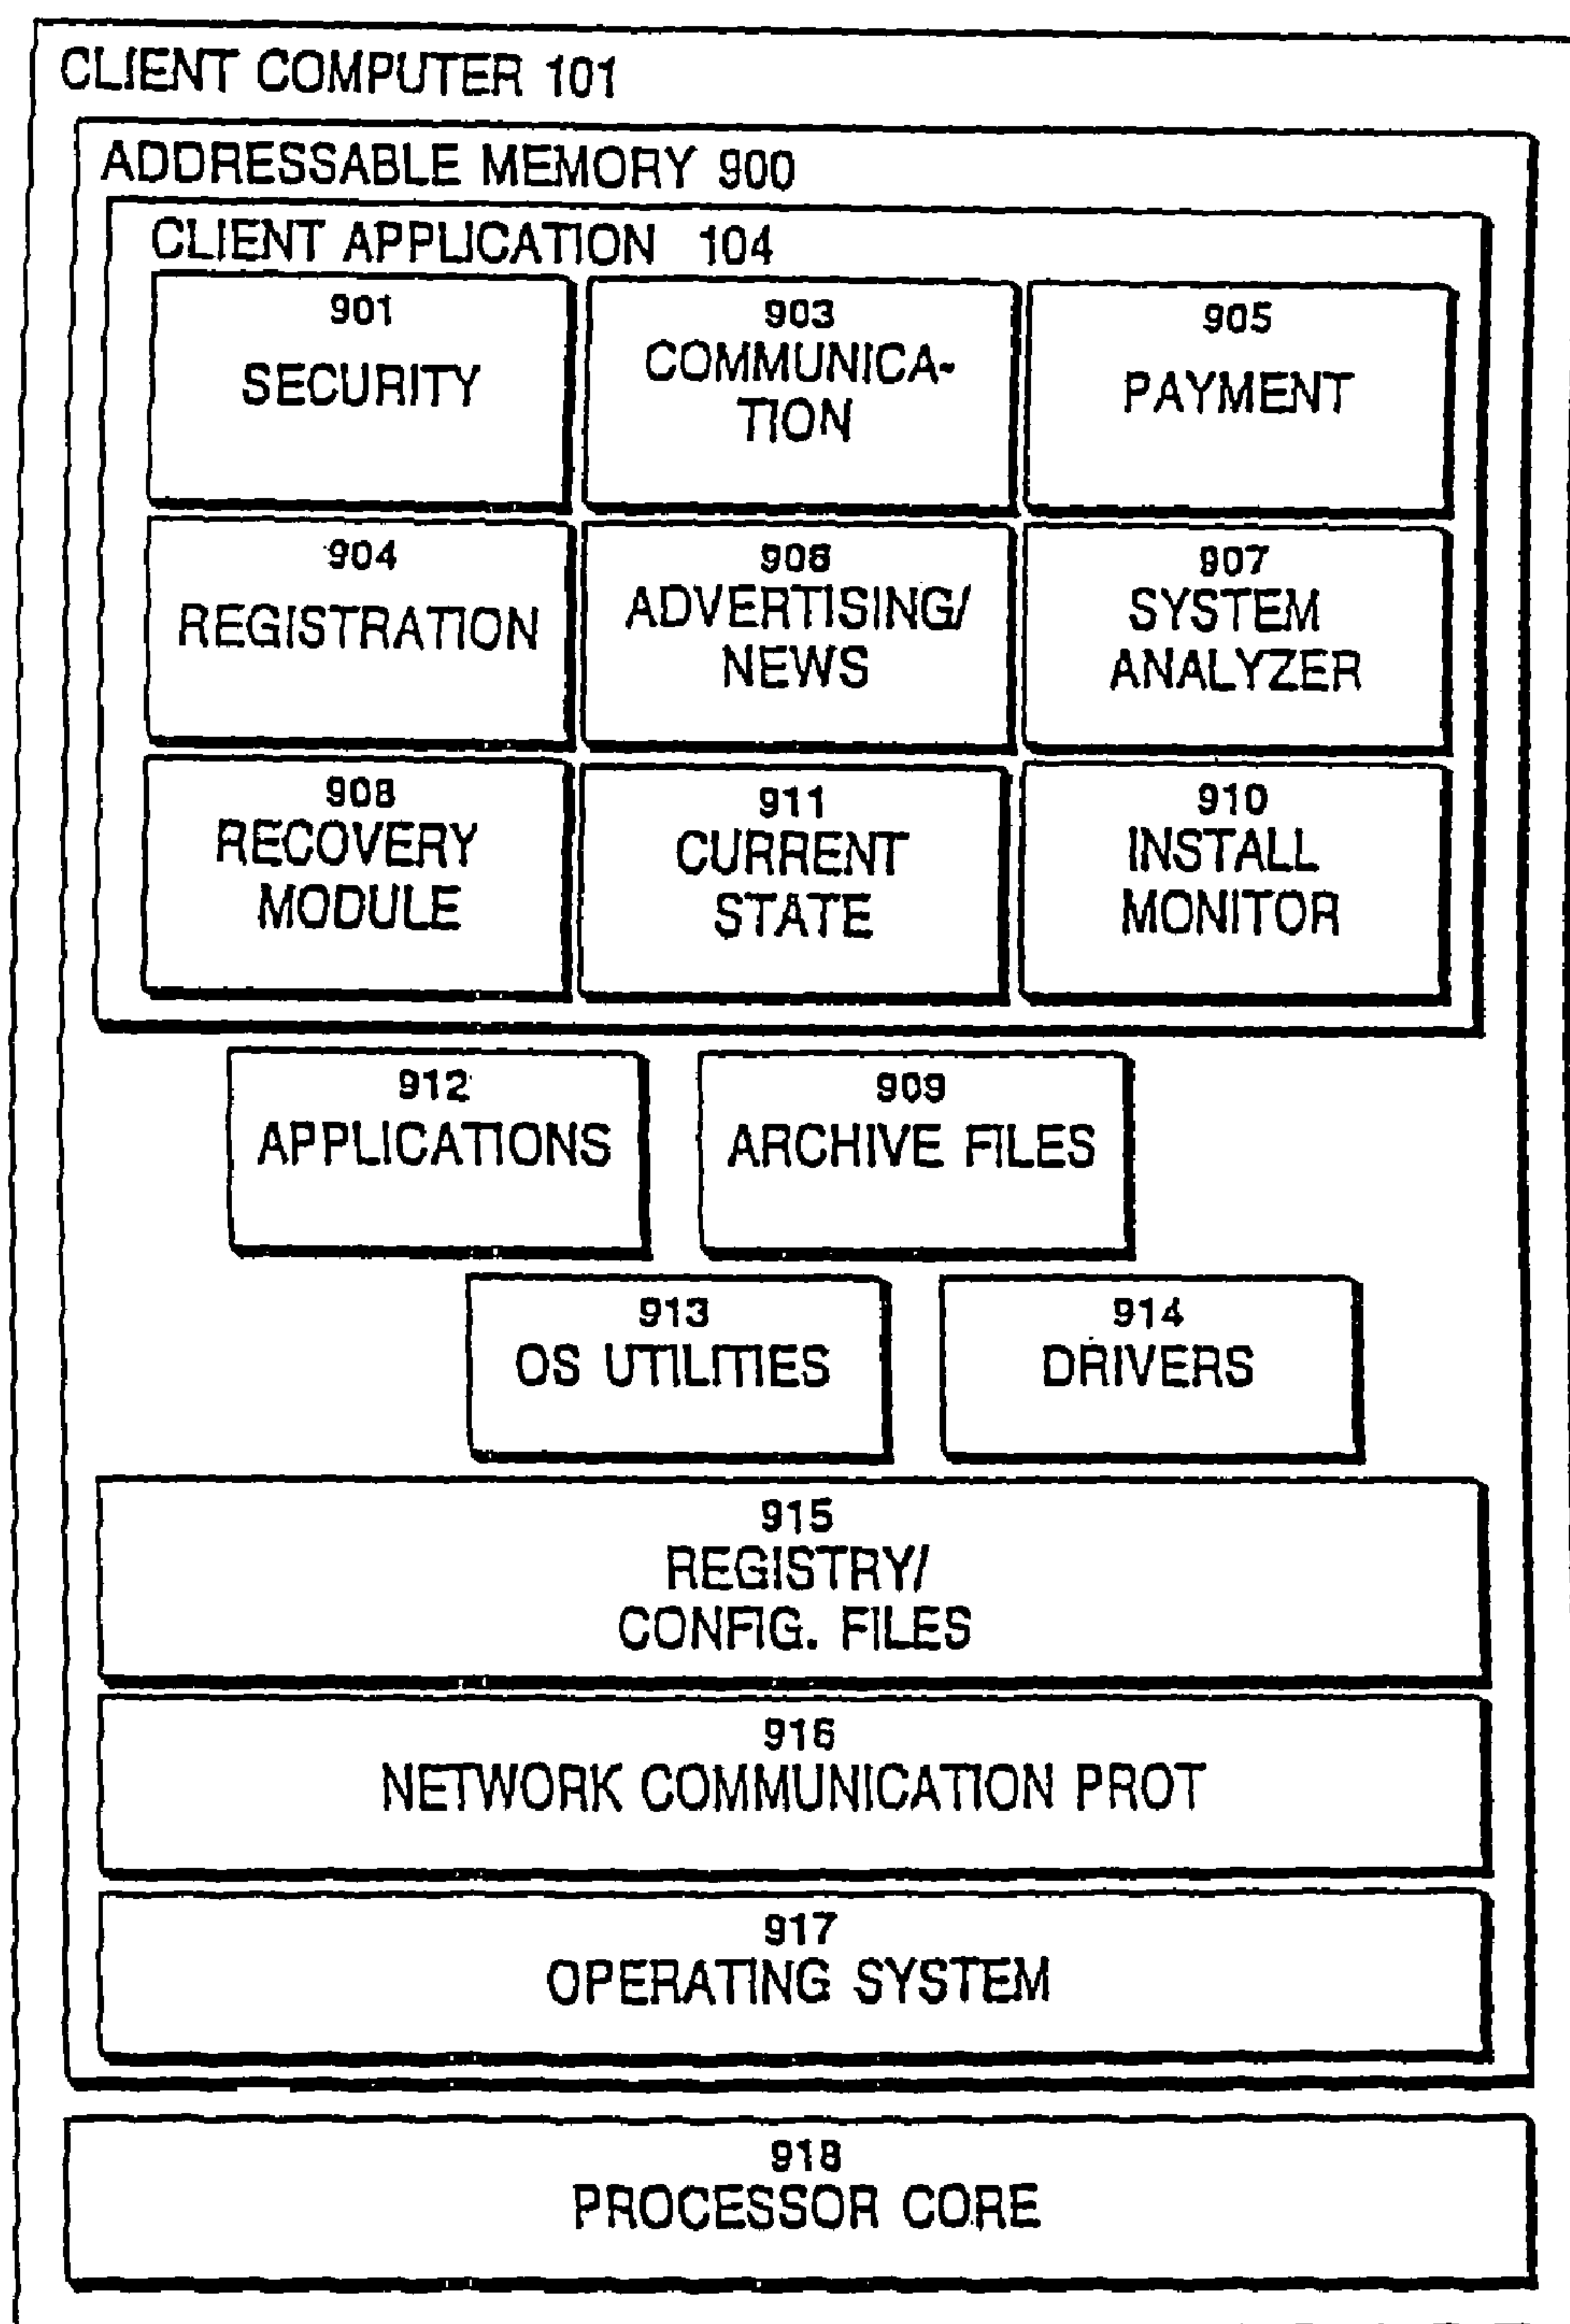 CLIENT COMPUTER 101
ADDRESSABLE MEMORY 900
CLIENT APPLICATION 104
901
SECURITY
903
COMMUNICA-
TION
905
PAYMENT
904
REGISTRATION
906
ADVERTISING/
NEWS
907
SYSTEM
ANALYZER
908
RECOVERY
MODULE
911
CURRENT
STATE
910
INSTALL
MONITOR
912
APPLICATIONS
909
ARCHIVE FILES
913
OS UTILITIES
914
DRIVERS
915
REGISTRY/
CONFIG. FILES
916
NETWORK COMMUNICATION PROT
917
OPERATING SYSTEM
918
PROCESSOR CORE